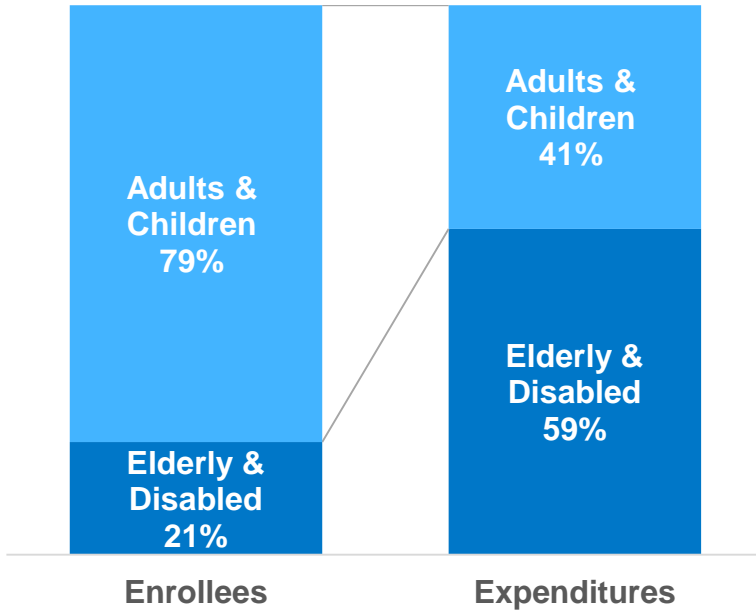 Adults &
Children
79%
Elderly &
Disabled
21%
Adults &
Children
41%
Elderly &
Disabled
59%
Enrollees
Expenditures